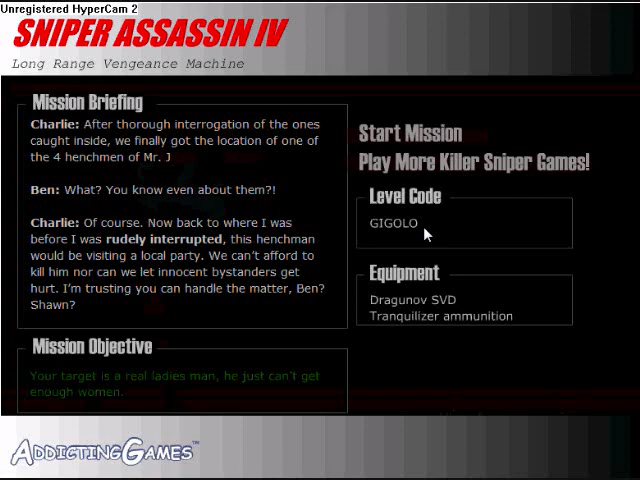 Unregistered HyperCam 2
SNIPER ASSASSIN IV
Long Range Vengeance Machine
Mission Briefing
Charlie: After thorough interrogation of the ones
caught inside, we finally got the location of one of
the 4 henchmen of Mr. J
Ben: What? You know even about them?!
Charlie: Of course. Now back to where I was
before I was rudely interrupted, this henchman
would be visiting a local party. We can't afford to
kill him nor can we let innocent bystanders get
hurt. I'm trusting you can handle the matter, Ben?
Shawn?
Mission Objective
Your target is a real ladies man, he just can't get
enough women.
Start Mission
Play More Killer Sniper Games!
Level Code
GIGOLO
Equipment
Dragunov SVD
Tranquilizer ammunition
ADDICTINGGAMES™